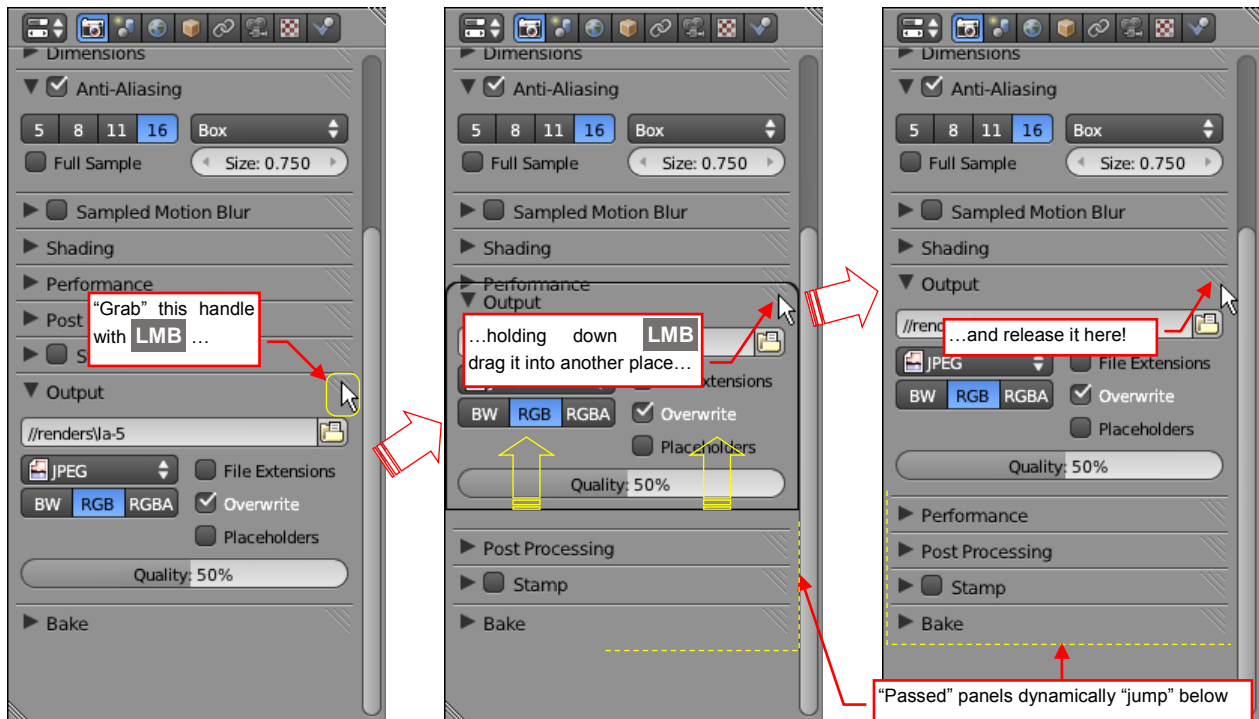 Dimensions
Anti-Aliasing
5 8 11 16 Box
Full Sample Size: 0.750
Sampled Motion Blur
Shading
Performance
Post
S
"Grab" this handle
with LMB …
Output
//renders\la-5
JPEG File Extensions
BW RGB RGBA Overwrite
Placeholders
Quality: 50%
Bake
Dimensions
Anti-Aliasing
5 8 11 16 Box
Full Sample Size: 0.750
Sampled Motion Blur
Shading
Performance
Output
…holding down LMB
drag it into another place…
xtensions
BW RGB RGBA Overwrite
Placeholders
Quality: 50%
Post Processing
Stamp
Bake
Dimensions
Anti-Aliasing
5 8 11 16 Box
Full Sample Size: 0.750
Sampled Motion Blur
Shading
Output
//rend
…and release it here!
JPEG File Extensions
BW RGB RGBA Overwrite
Placeholders
Quality: 50%
Performance
Post Processing
Stamp
Bake
"Passed" panels dynamically "jump" below